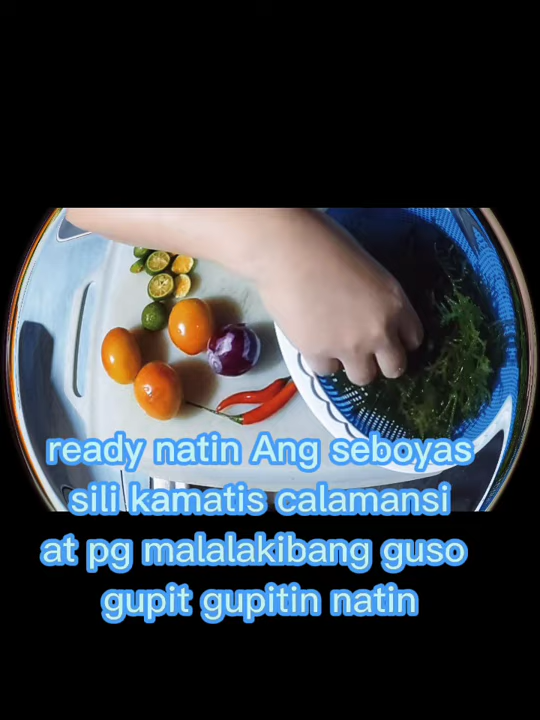 ready natin Ang seboyas
sili kamatis calamansi
at pg malalakibang guso
gupit gupitin natin